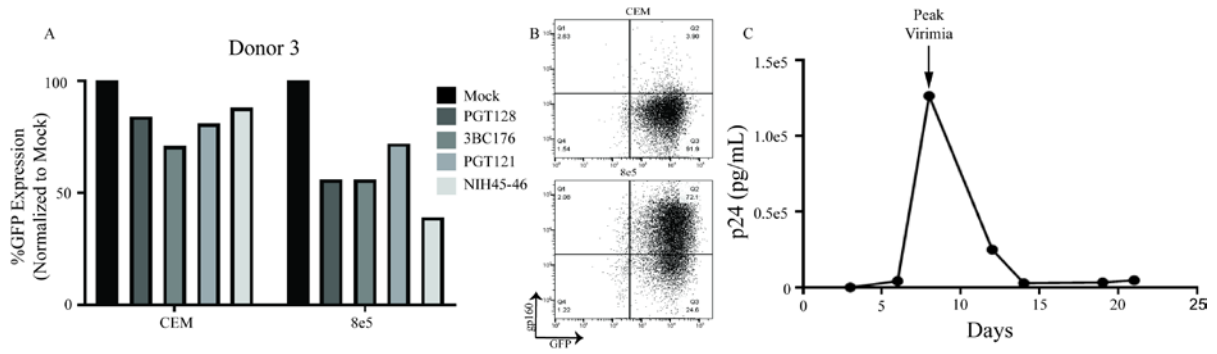 A
Donor 3
%GFP Expression
(Normalized to Mock)
100
50
0
CEM
8e5
Mock
PGT128
3BC176
PGT121
NIH45-46
B
CEM
Q1
2.63
Q2
3.90
Q4
1.54
Q3
91.9
8e5
Q1
2.06
Q2
72.1
Q4
1.22
Q3
24.6
gp160
GFP
C
Peak
Virimia
p24 (pg/mL)
1.5e5
1.0e5
0.5e5
0
0
5
10
15
20
25
Days